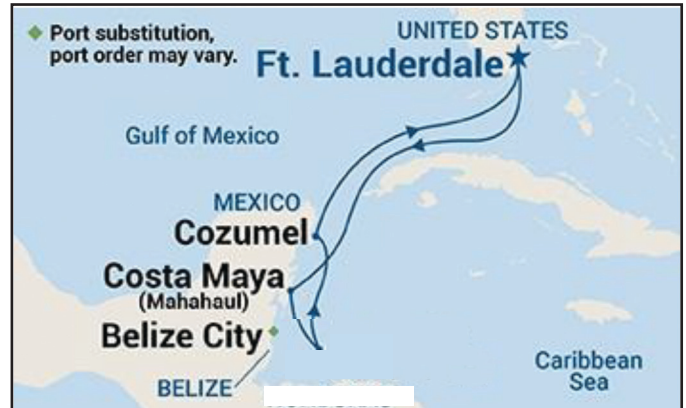 Port substitution,
port order may vary.
UNITED STATES
Ft. Lauderdale
Gulf of Mexico
MEXICO
Cozumel
Costa Maya
(Mahahaul)
Belize City
BELIZE
Caribbean
Sea